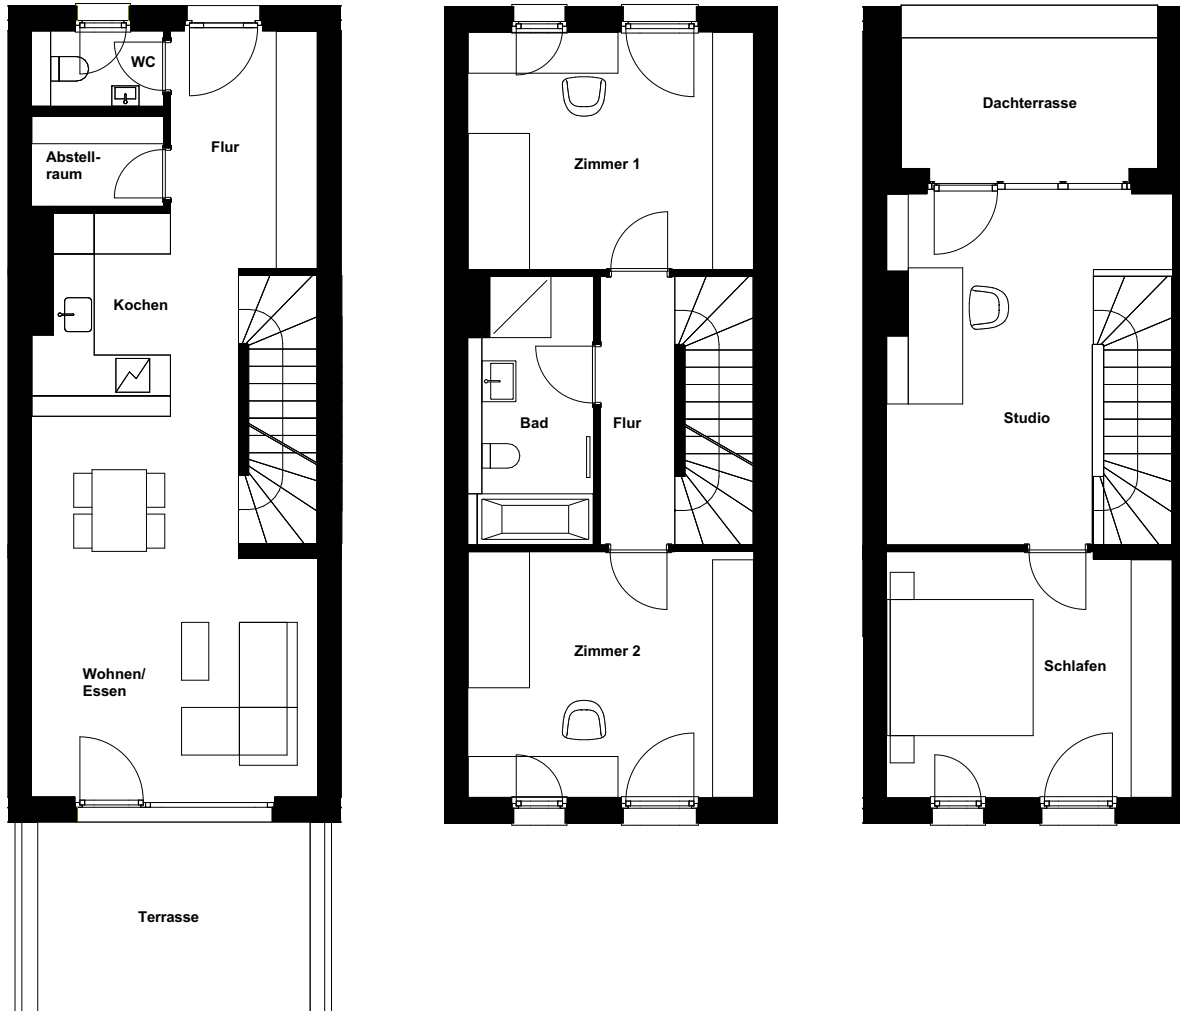 WC
Flur
Abstell-
raum
Kochen
Wohnen/
Essen
Terrasse
Zimmer 1
Bad
Flur
Zimmer 2
Dachterrasse
Studio
Schlafen